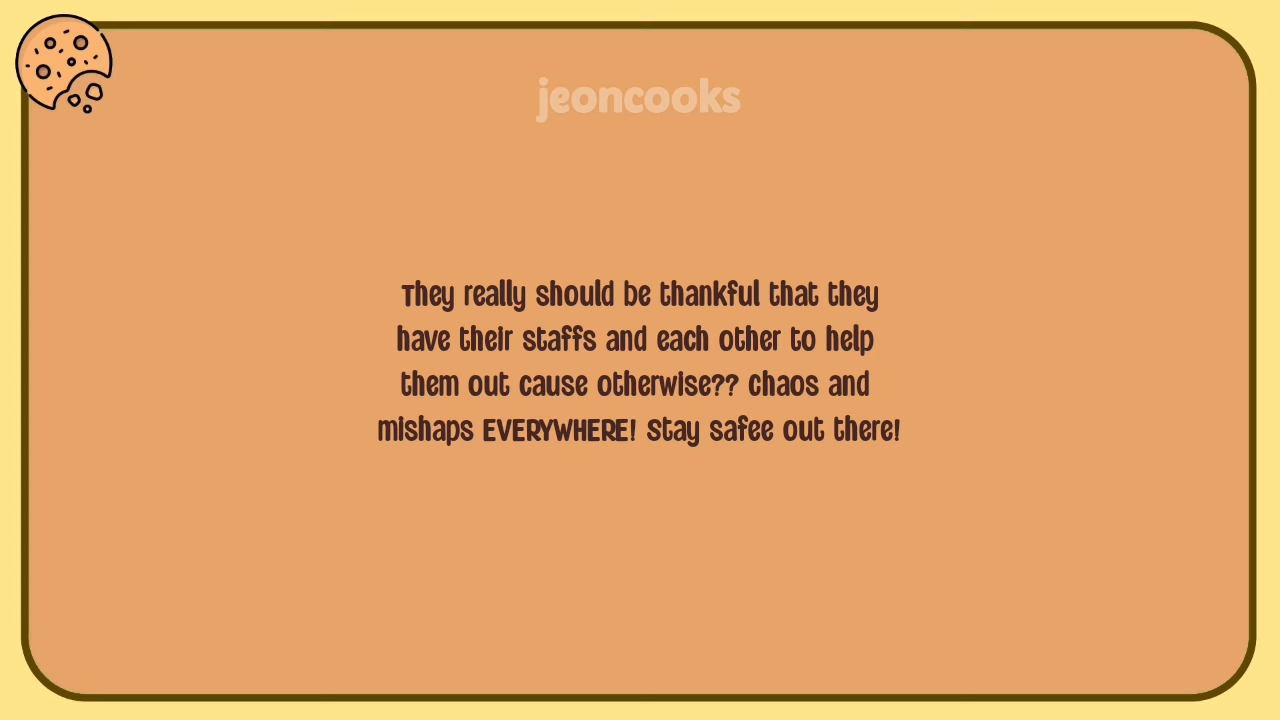 jeoncooks
They really should be thankful that they
have their staffs and each other to help
them out cause otherwise?? Chaos and
mishaps EVERYWHERE! Stay safee out there!